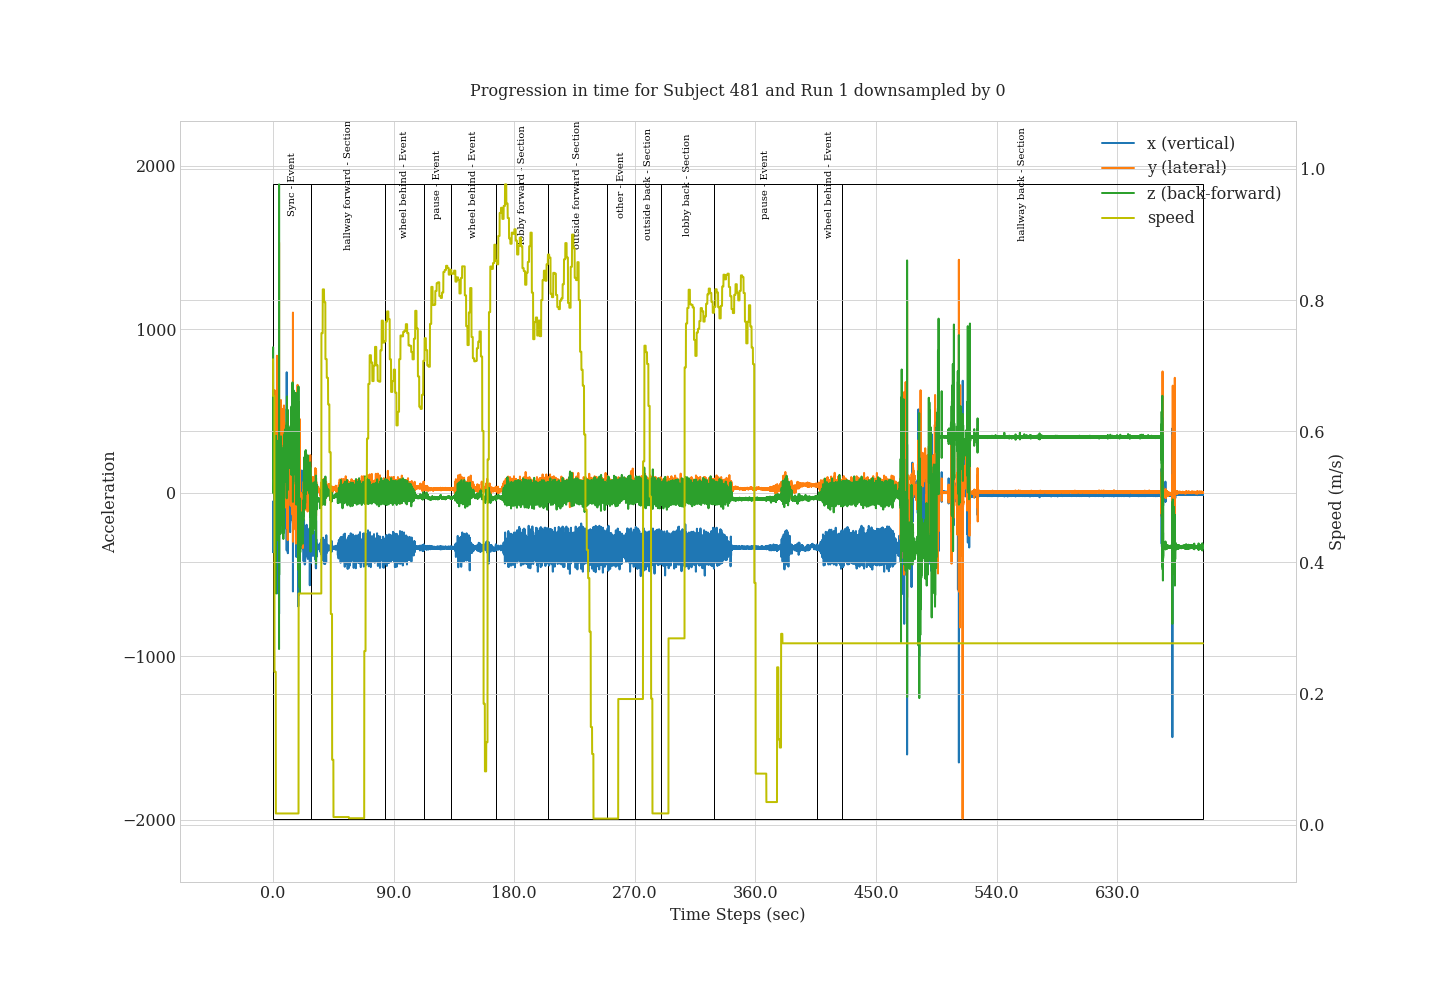 Progression in time for Subject 481 and Run 1 downsampled by 0
Sync - Event
hallway forward - Section
wheel behind - Event
pause - Event
wheel behind - Event
lobby forward - Section
outside forward - Section
other - Event
outside back - Section
lobby back - Section
pause - Event
wheel behind - Event
hallway back - Section
x (vertical)
y (lateral)
z (back-forward)
speed
2000
1000
0
−1000
−2000
Acceleration
1.0
0.8
0.6
0.4
0.2
0.0
Speed (m/s)
0.0 90.0 180.0 270.0 360.0 450.0 540.0 630.0
Time Steps (sec)